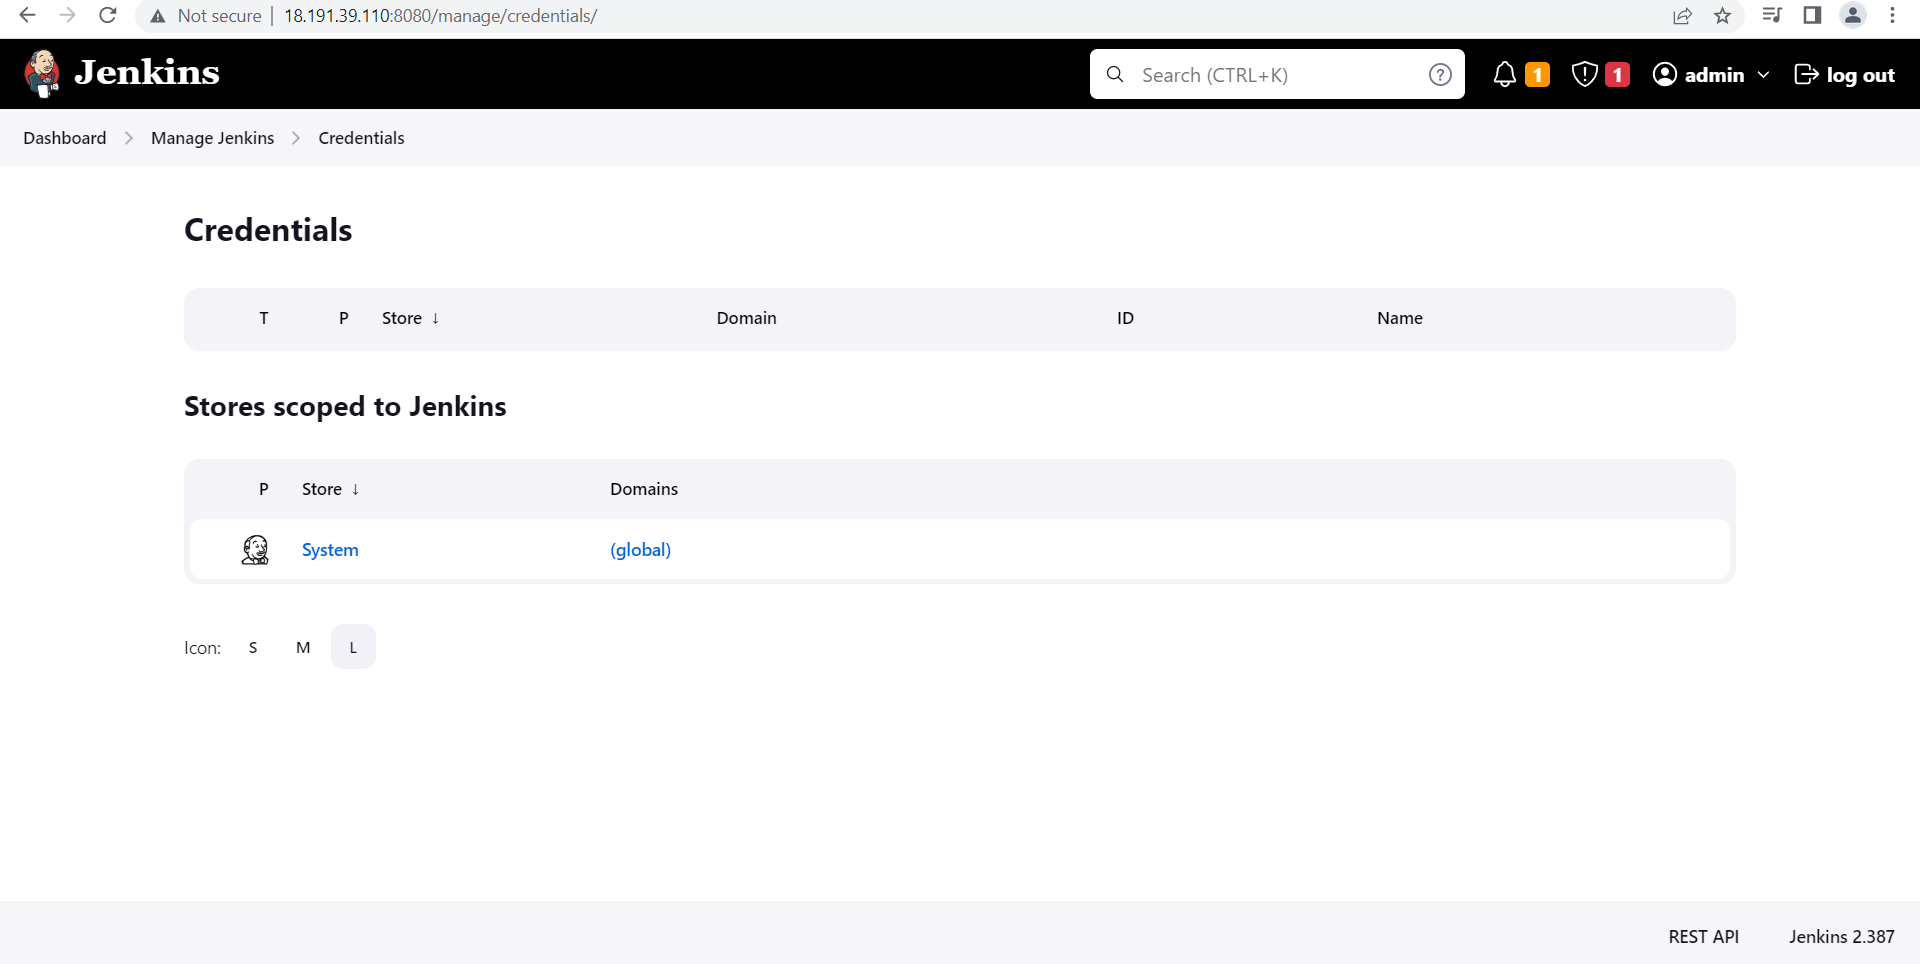 Not secure | 18.191.39.110:8080/manage/credentials/
Jenkins
Search (CTRL+K) ?
1
1
admin
log out
Dashboard > Manage Jenkins > Credentials
Credentials
T P Store ↓ Domain ID Name
Stores scoped to Jenkins
P Store ↓ Domains
System (global)
Icon: S M L
REST API Jenkins 2.387